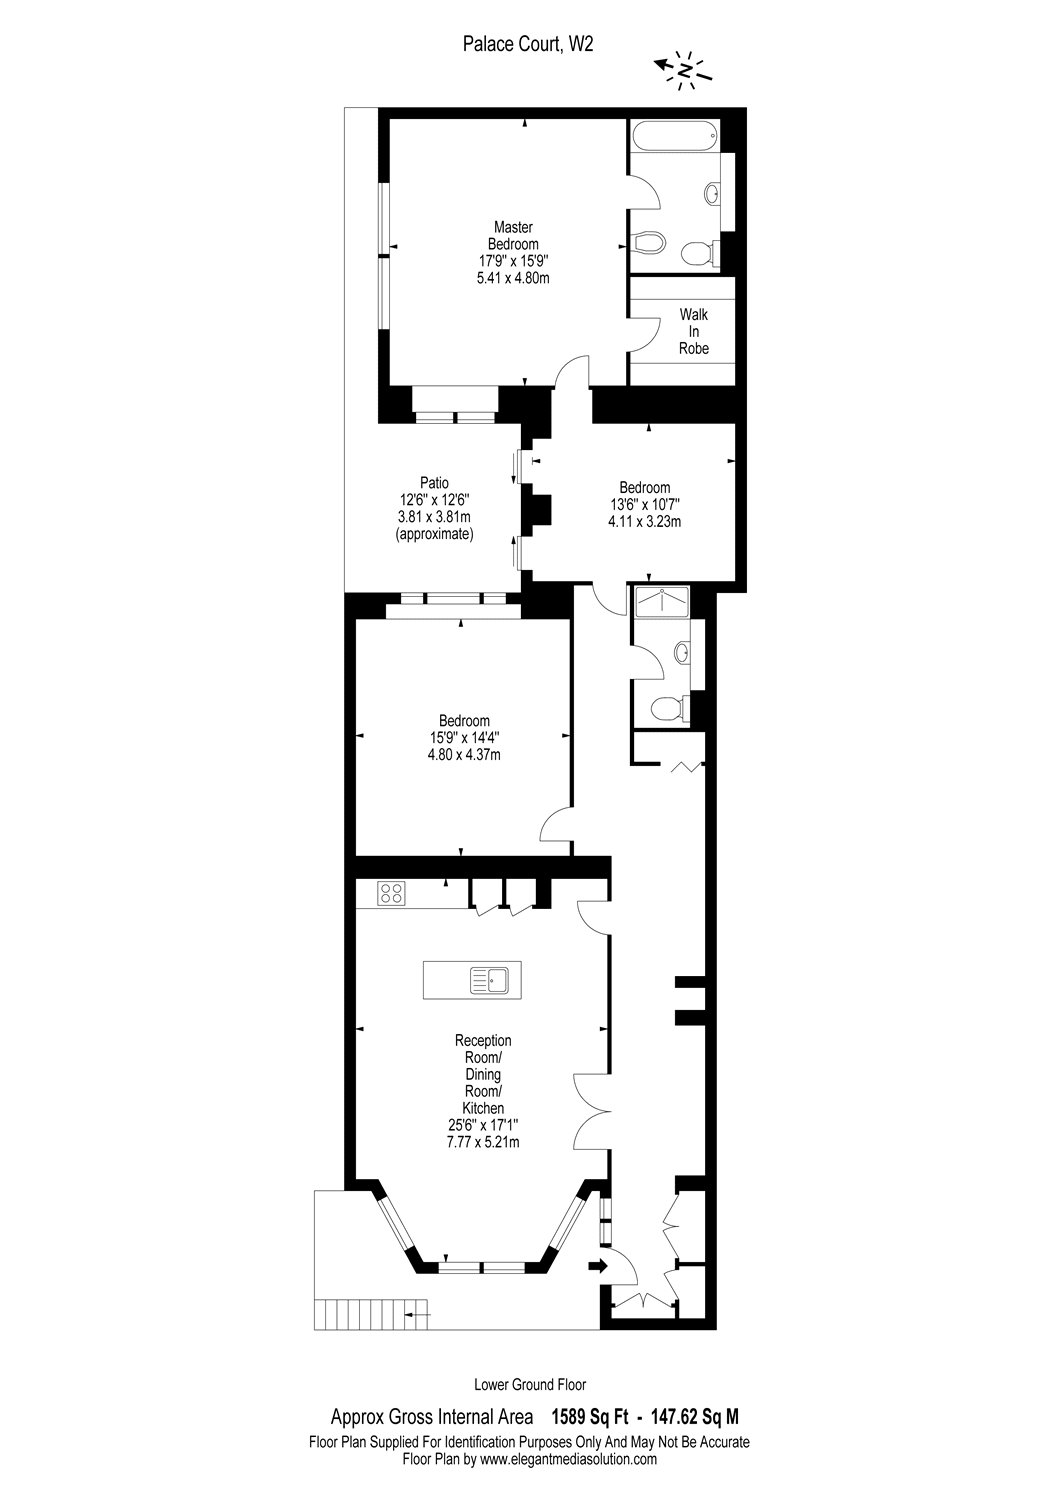 Palace Court, W2
N
Master
Bedroom
17'9" x 15'9"
5.41 x 4.80m
Walk
In
Robe
Patio
12'6" x 12'6"
3.81 x 3.81m
(approximate)
Bedroom
13'6" x 10'7"
4.11 x 3.23m
Bedroom
15'9" x 14'4"
4.80 x 4.37m
Reception
Room/
Dining
Room/
Kitchen
25'6" x 17'1"
7.77 x 5.21m
Lower Ground Floor
Approx Gross Internal Area 1589 Sq Ft - 147.62 Sq M
Floor Plan Supplied For Identification Purposes Only And May Not Be Accurate
Floor Plan by www.elegantmediasolution.com